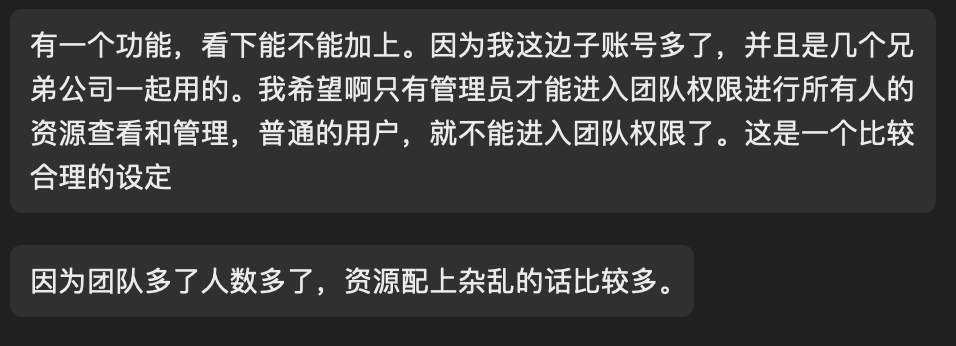 有一个功能，看下能不能加上。因为我这边子账号多了，并且是几个兄
弟公司一起用的。我希望啊只有管理员才能进入团队权限进行所有人的
资源查看和管理，普通的用户，就不能进入团队权限了。这是一个比较
合理的设定
因为团队多了人数多了，资源配上杂乱的话比较多。